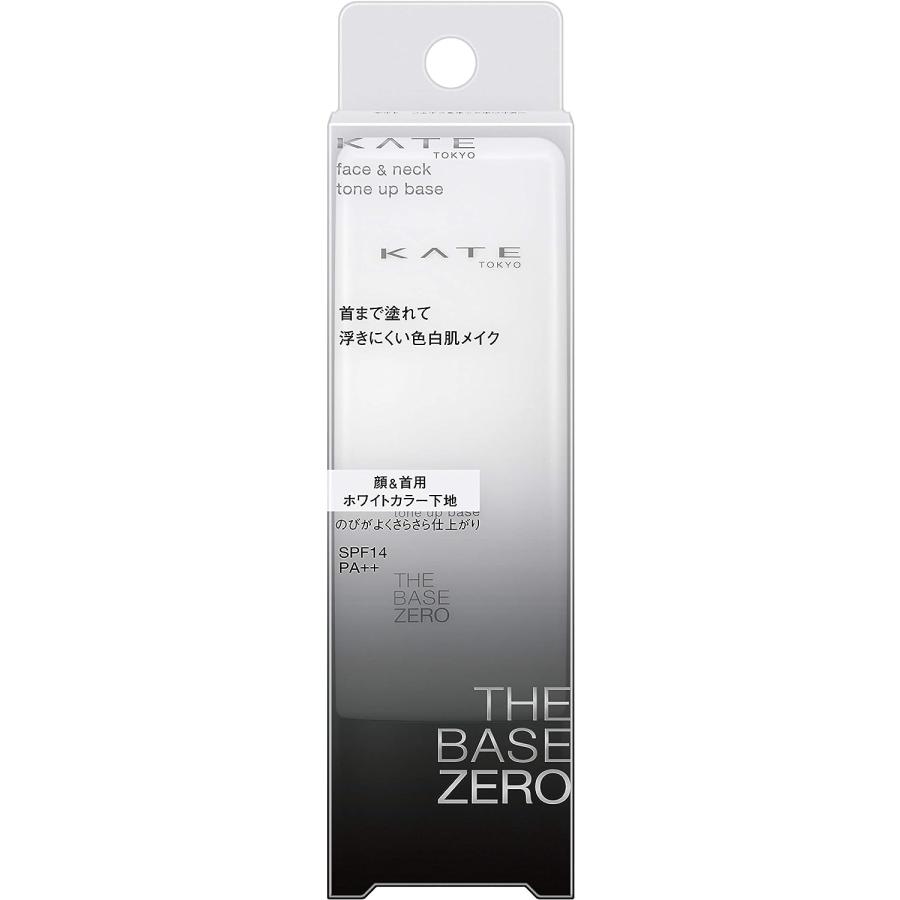 KATE
TOKYO
face & neck
tone up base
KATE
TOKYO
首まで塗れて
浮きにくい色白肌メイク
顔&首用
ホワイトカラー下地
tone up base
のびがよくさらさら仕上がり
SPF14
PA++
THE
BASE
ZERO
THE
BASE
ZERO